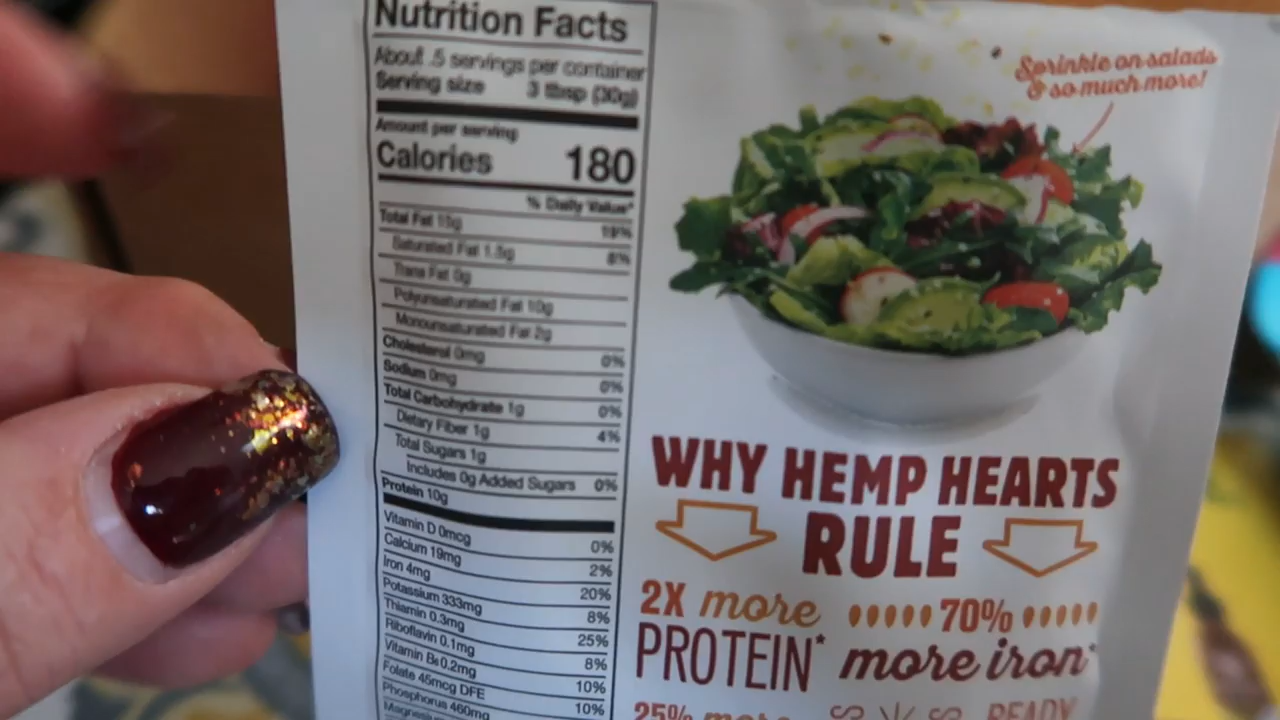 Nutrition Facts
About .5 servings per container
Serving size 3 tbsp (30g)
Amount per serving
Calories 180
% Daily Value*
Total Fat 15g 19%
Saturated Fat 1.5g 8%
Trans Fat 0g
Polyunsaturated Fat 10g
Monounsaturated Fat 2g
Cholesterol 0mg 0%
Sodium 0mg 0%
Total Carbohydrate 1g 0%
Dietary Fiber 1g 4%
Total Sugars 1g
Includes 0g Added Sugars 0%
Protein 10g
Vitamin D 0mcg 0%
Calcium 19mg 2%
Iron 4mg 20%
Potassium 333mg 8%
Thiamin 0.3mg 25%
Riboflavin 0.1mg 8%
Vitamin B6 0.2mg 10%
Folate 45mcg DFE 10%
Phosphorus 460mg
Sprinkle on salads
& so much more!
WHY HEMP HEARTS
RULE
2X more
PROTEIN*
70%
more iron*
25% more
READY